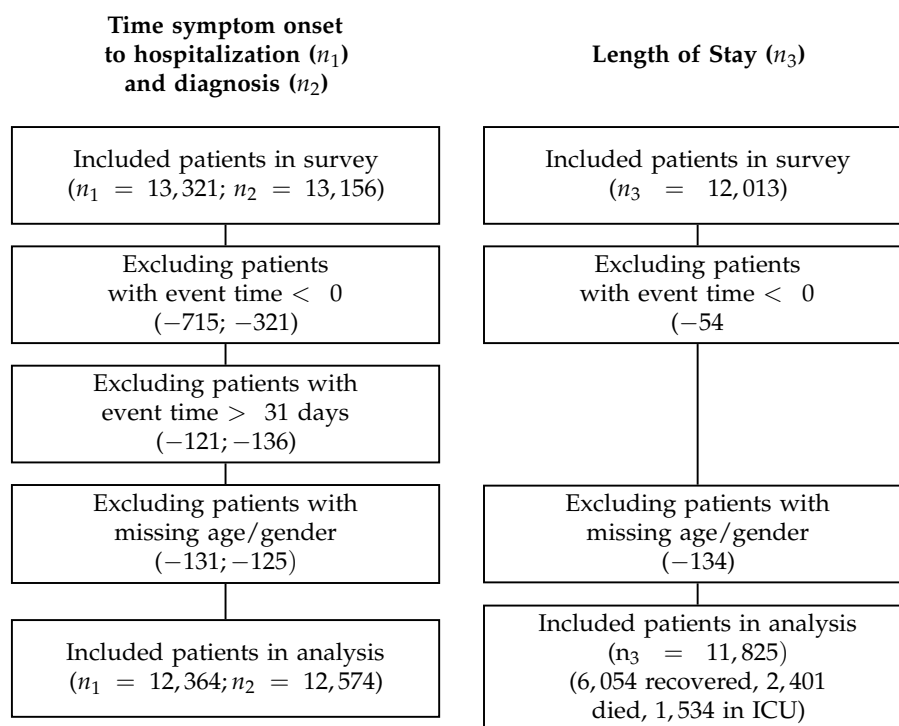 Time symptom onset
to hospitalization (n₁)
and diagnosis (n₂)
Included patients in survey
(n₁ = 13,321; n₂ = 13,156)
Excluding patients
with event time < 0
(−715; −321)
Excluding patients with
event time > 31 days
(−121; −136)
Excluding patients with
missing age/gender
(−131; −125)
Included patients in analysis
(n₁ = 12,364; n₂ = 12,574)
Length of Stay (n₃)
Included patients in survey
(n₃ = 12,013)
Excluding patients
with event time < 0
(−54
Excluding patients with
missing age/gender
(−134)
Included patients in analysis
(n₃ = 11,825)
(6,054 recovered, 2,401
died, 1,534 in ICU)